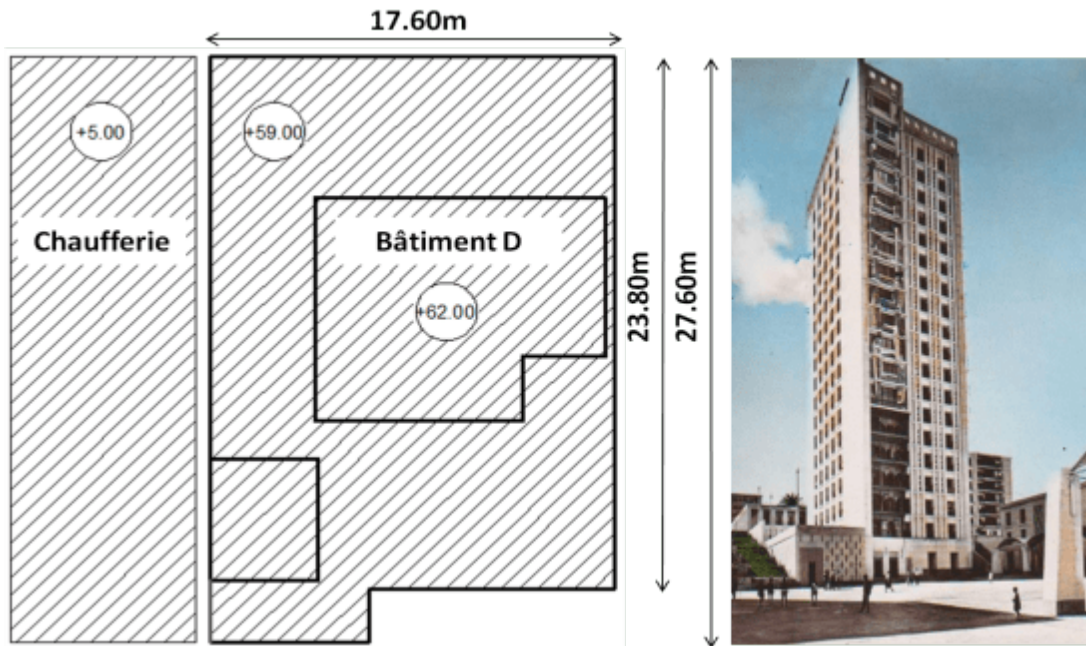 17.60m
+5.00
+59.00
Chaufferie
Bâtiment D
+62.00
23.80m
27.60m